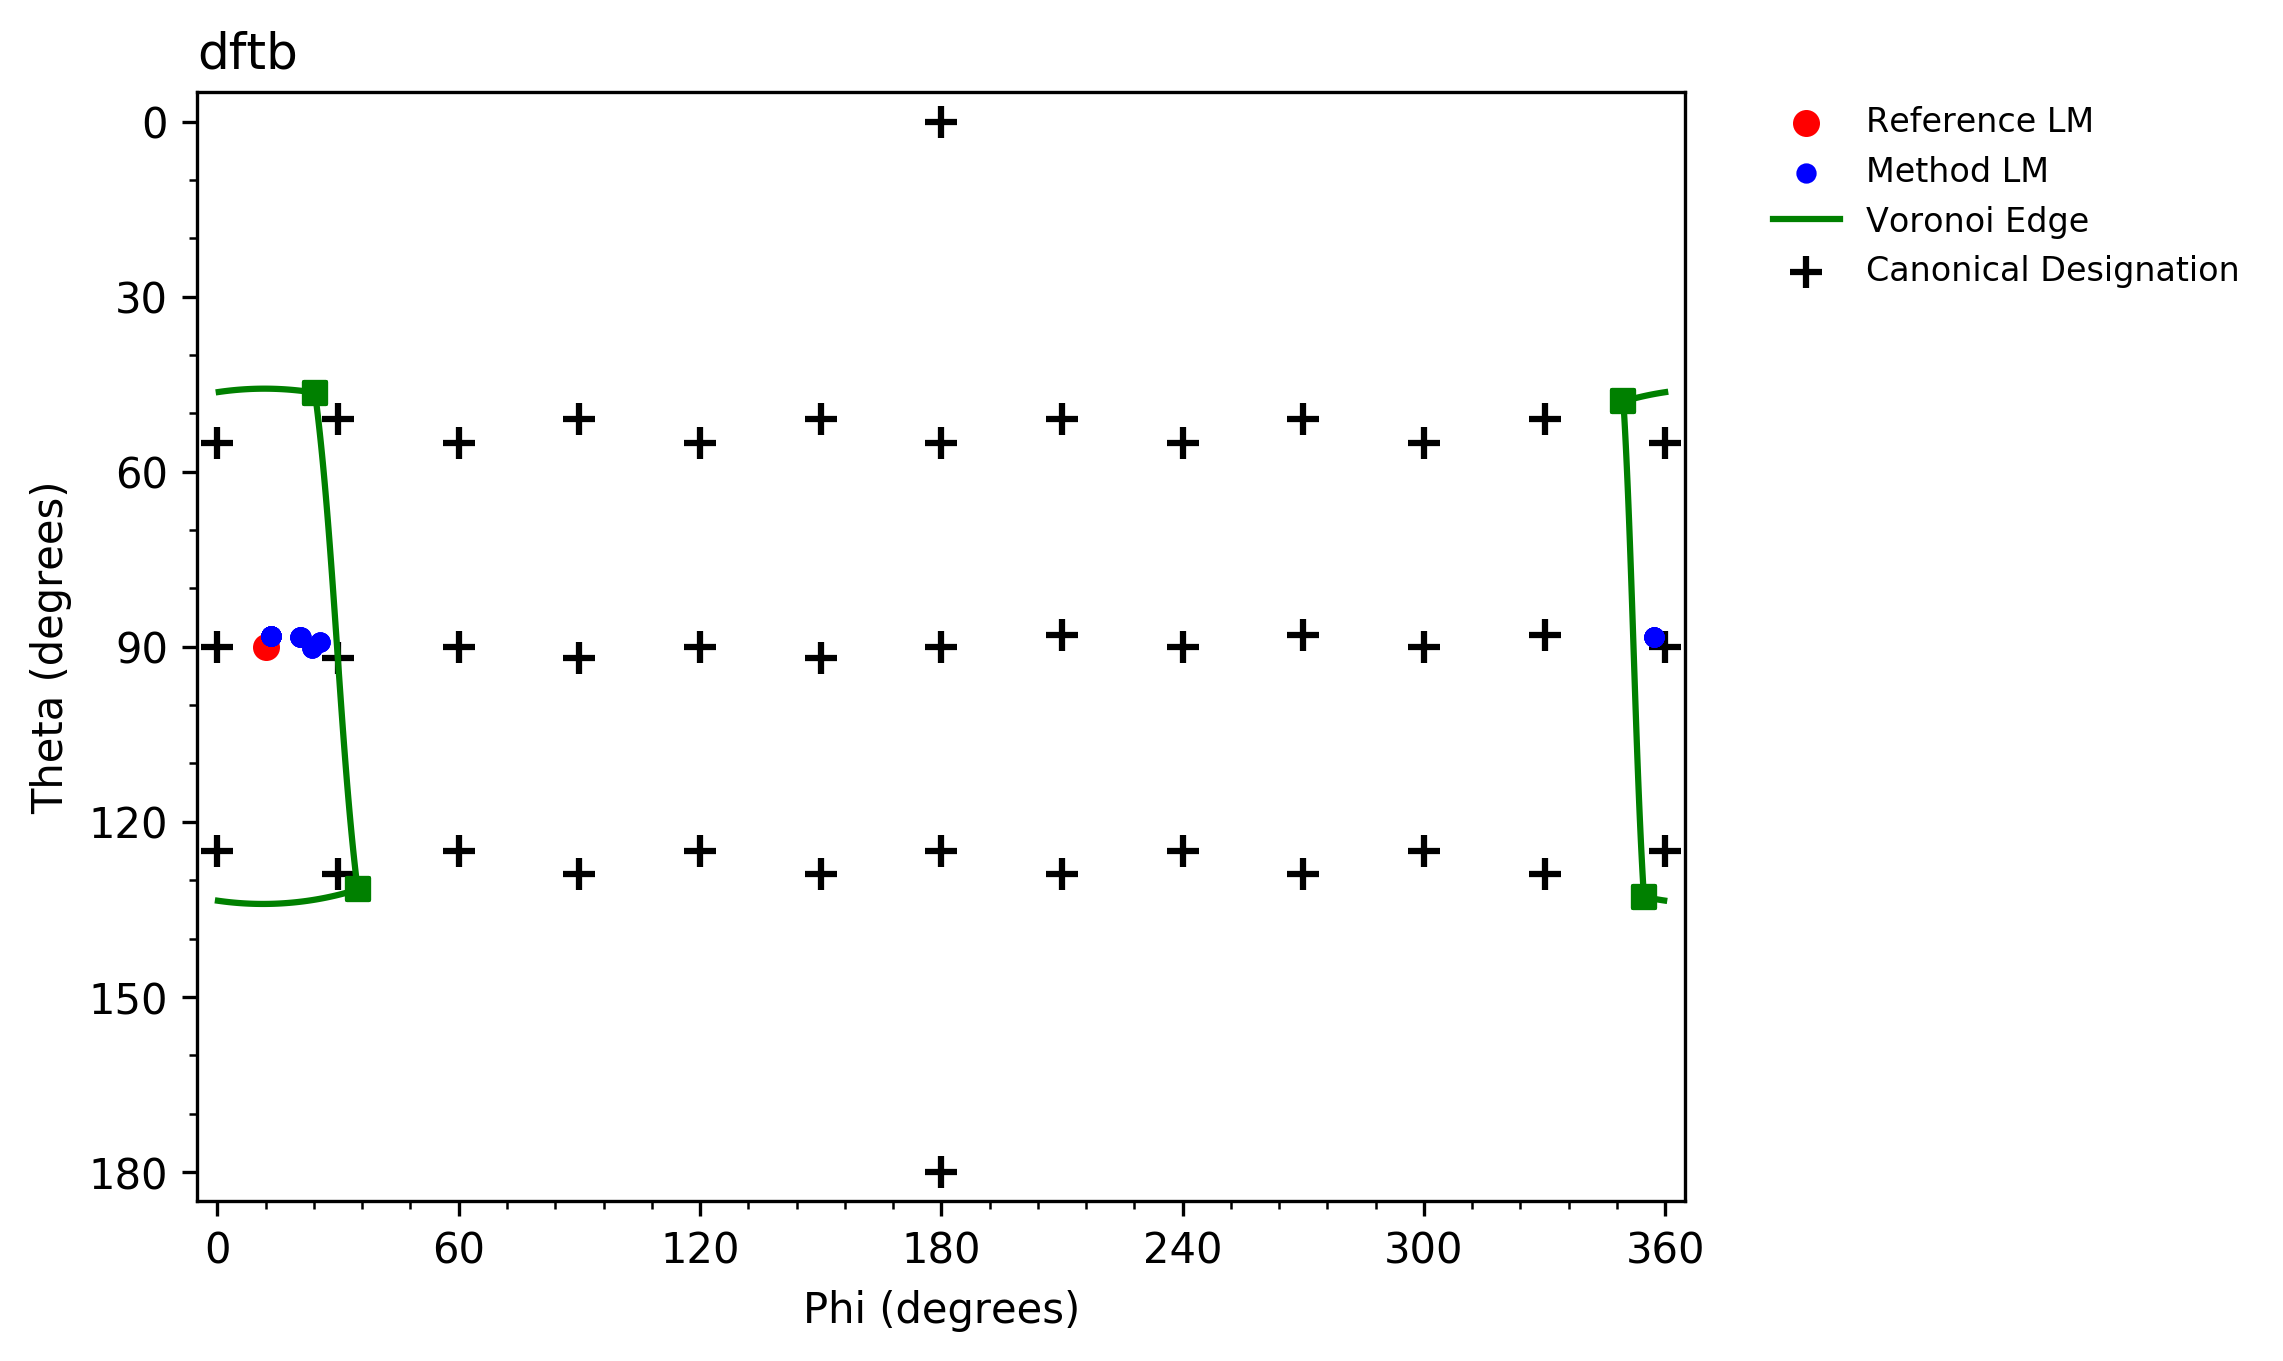 dftb
Reference LM
Method LM
Voronoi Edge
Canonical Designation
0
30
60
90
120
150
180
Theta (degrees)
0 60 120 180 240 300 360
Phi (degrees)